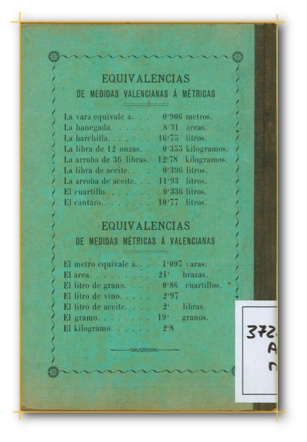 EQUIVALENCIAS
DE MEDIDAS VALENCIANAS Á MÉTRICAS
La vara equivale á. . . 0'906 metros.
La hanegada. . . . 8'31 áreas.
La barchilla. . . . 16'75 litros.
La libra de 12 onzas. . . 0'355 kilogramos.
La arroba de 36 libras. 12'78 kilogramos.
La libra de aceite. . . 0'396 litros.
La arroba de aceite. . . 11'93 litros.
El cuartillo. . . . 0'336 litros.
El cántaro. . . . 10'77 litros.
EQUIVALENCIAS
DE MEDIDAS MÉTRICAS Á VALENCIANAS
El metro equivale á. . . 1'097 varas.
El área. . . . brazas.
El litro de grano. . . 0'86 cuartillos.
El litro de vino. . . 2'97
El litro de aceite. . . libras.
El gramo. . . . granos.
El kilogramo. . . 2'8
372
A